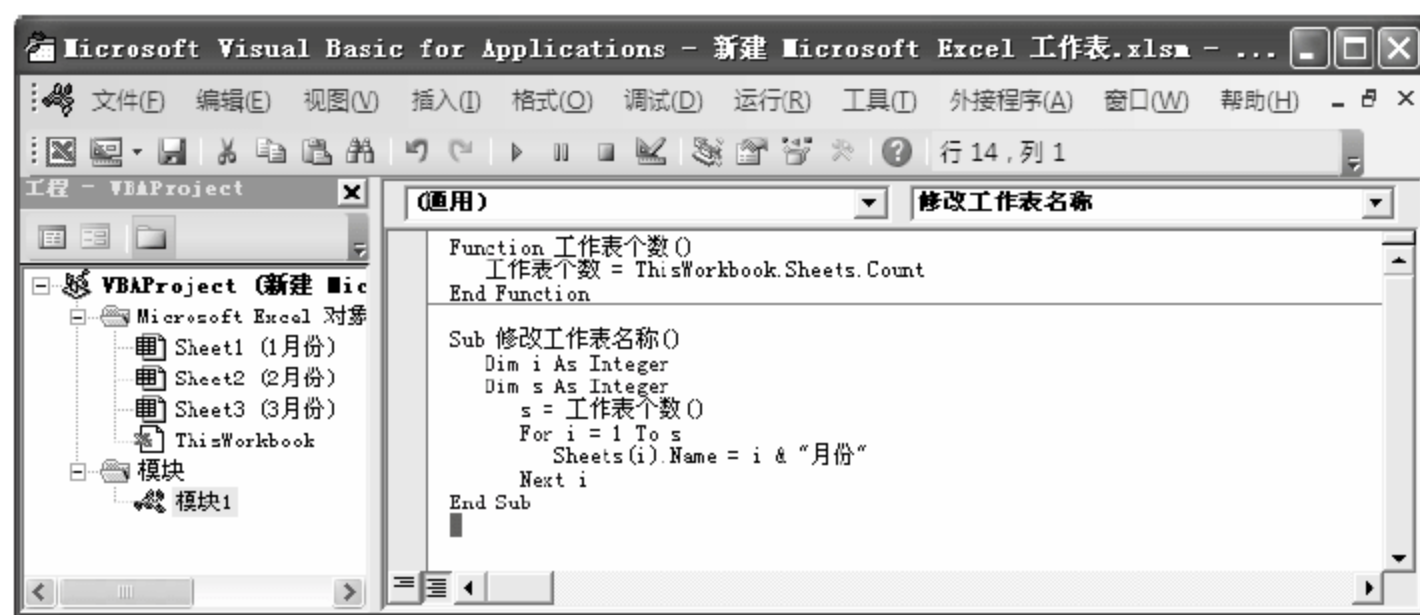 Microsoft Visual Basic for Applications - 新建 Microsoft Excel 工作表.xlsm - ...
文件(F) 编辑(E) 视图(V) 插入(I) 格式(O) 调试(D) 运行(R) 工具(T) 外接程序(A) 窗口(W) 帮助(H)
行 14 , 列 1
工程 - VBAProject
(通用)
修改工作表名称
VBAProject (新建 Mic
Microsoft Excel 对象
Sheet1 (1月份)
Sheet2 (2月份)
Sheet3 (3月份)
ThisWorkbook
模块
模块1
Function 工作表个数()
工作表个数 = ThisWorkbook.Sheets.Count
End Function
Sub 修改工作表名称()
Dim i As Integer
Dim s As Integer
s = 工作表个数()
For i = 1 To s
Sheets(i).Name = i & “月份“
Next i
End Sub